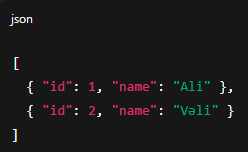 json
[
  { "id": 1, "name": "Ali" },
  { "id": 2, "name": "Vəli" }
]